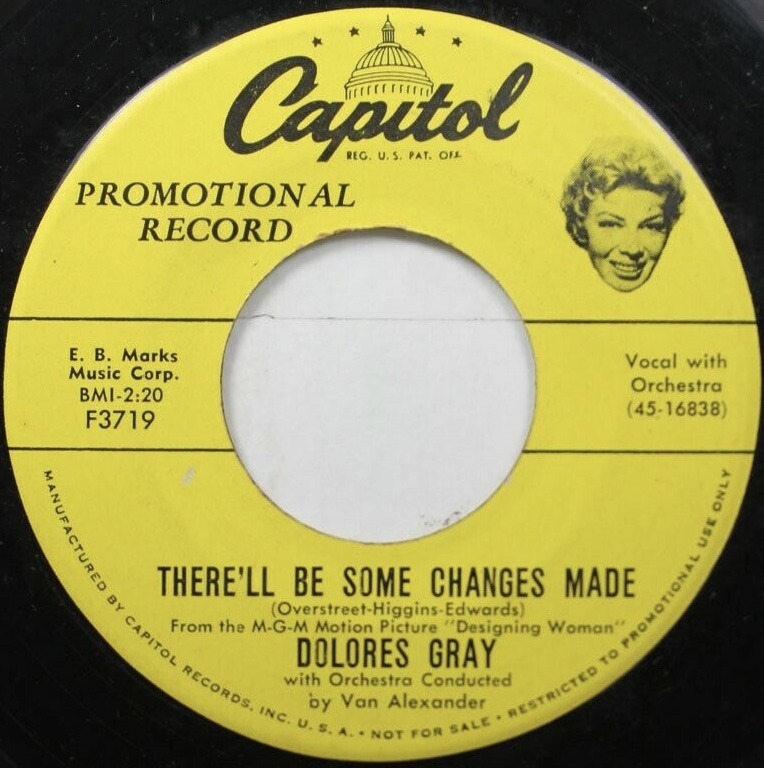 Capitol
REG. U. S. PAT. OFF.
PROMOTIONAL
RECORD
E. B. Marks
Music Corp.
BMI-2:20
F3719
Vocal with
Orchestra
(45-16838)
THERE'LL BE SOME CHANGES MADE
(Overstreet-Higgins-Edwards)
From the M-G-M Motion Picture "Designing Woman"
DOLORES GRAY
with Orchestra Conducted
by Van Alexander
MANUFACTURED BY CAPITOL RECORDS, INC. U. S. A. • NOT FOR SALE • RESTRICTED TO PROMOTIONAL USE ONLY